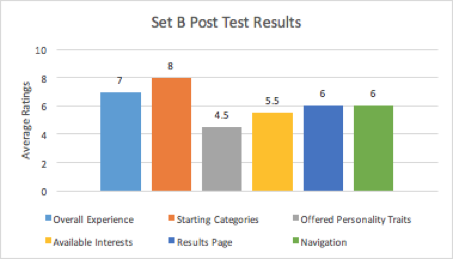 Set B Post Test Results
Average Ratings
10
8
6
4
2
0
7
8
4.5
5.5
6
6
Overall Experience
Starting Categories
Offered Personality Traits
Available Interests
Results Page
Navigation